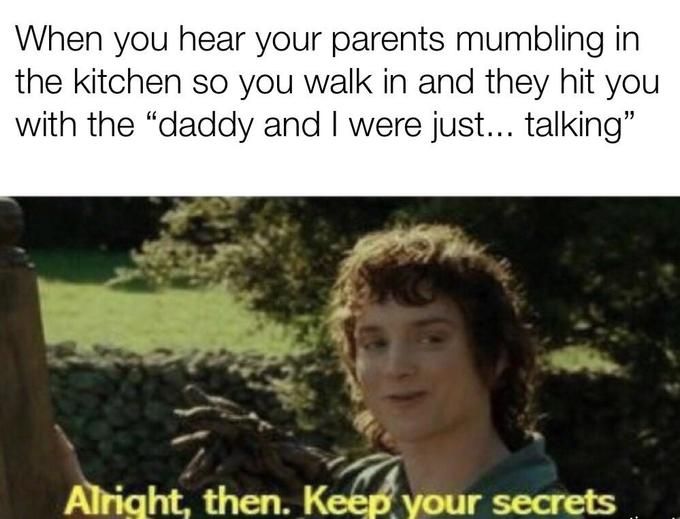 When you hear your parents mumbling in
the kitchen so you walk in and they hit you
with the “daddy and I were just... talking”
Alright, then. Keep your secrets